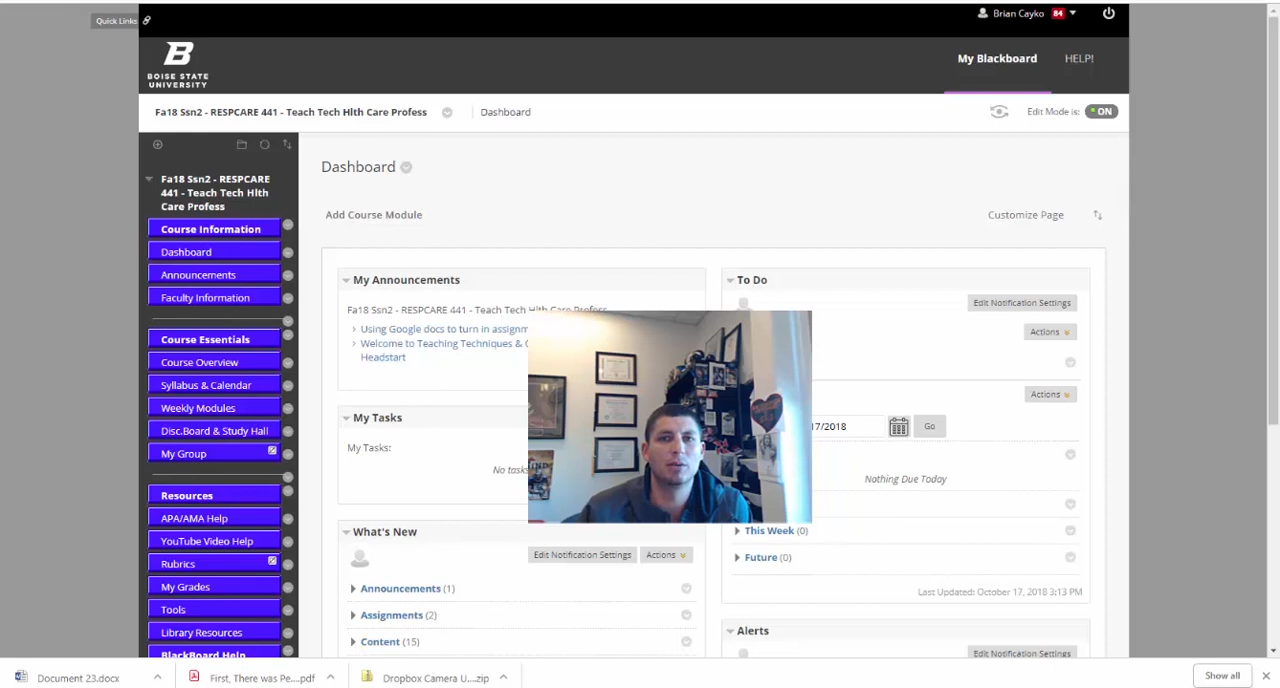 Quick Links
Brian Cayko 84
B
BOISE STATE
UNIVERSITY
My Blackboard HELP!
Fa18 Ssn2 - RESPCARE 441 - Teach Tech Hlth Care Profess Dashboard Edit Mode is: ON
Fa18 Ssn2 - RESPCARE
441 - Teach Tech Hlth
Care Profess
Course Information
Dashboard
Announcements
Faculty Information
Course Essentials
Course Overview
Syllabus & Calendar
Weekly Modules
Disc.Board & Study Hall
My Group
Resources
APA/AMA Help
YouTube Video Help
Rubrics
My Grades
Tools
Library Resources
BlackBoard Help
Dashboard
Add Course Module Customize Page
My Announcements
Fa18 Ssn2 - RESPCARE 441 - Teach Tech Hlth Care Profess
Using Google docs to turn in assignm
Welcome to Teaching Techniques &
Headstart
My Tasks
My Tasks:
No tasks
What's New
Edit Notification Settings Actions
Announcements (1)
Assignments (2)
Content (15)
To Do
Edit Notification Settings
Actions
Actions
17/2018 Go
Nothing Due Today
This Week (0)
Future (0)
Last Updated: October 17, 2018 3:13 PM
Alerts
Edit Notification Settings
Document 23.docx First, There was Pe....pdf Dropbox Camera U....zip Show all